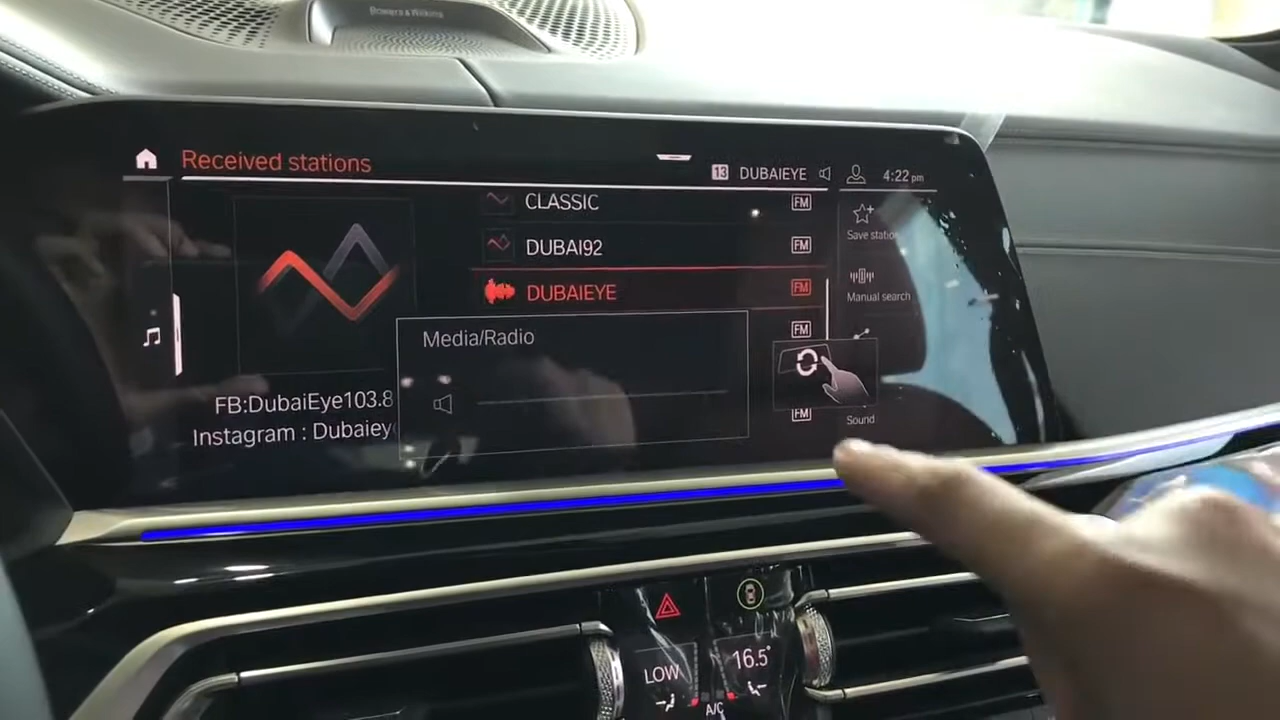 Bowers & Wilkins
Received stations
13 DUBAIEYE
4:22 pm
CLASSIC FM
DUBAI92 FM
DUBAIEYE FM
FM
FM
Save station
Manual search
Sound
Media/Radio
FB:DubaiEye103.8
Instagram : Dubaiey
LOW
16.5°
A/C